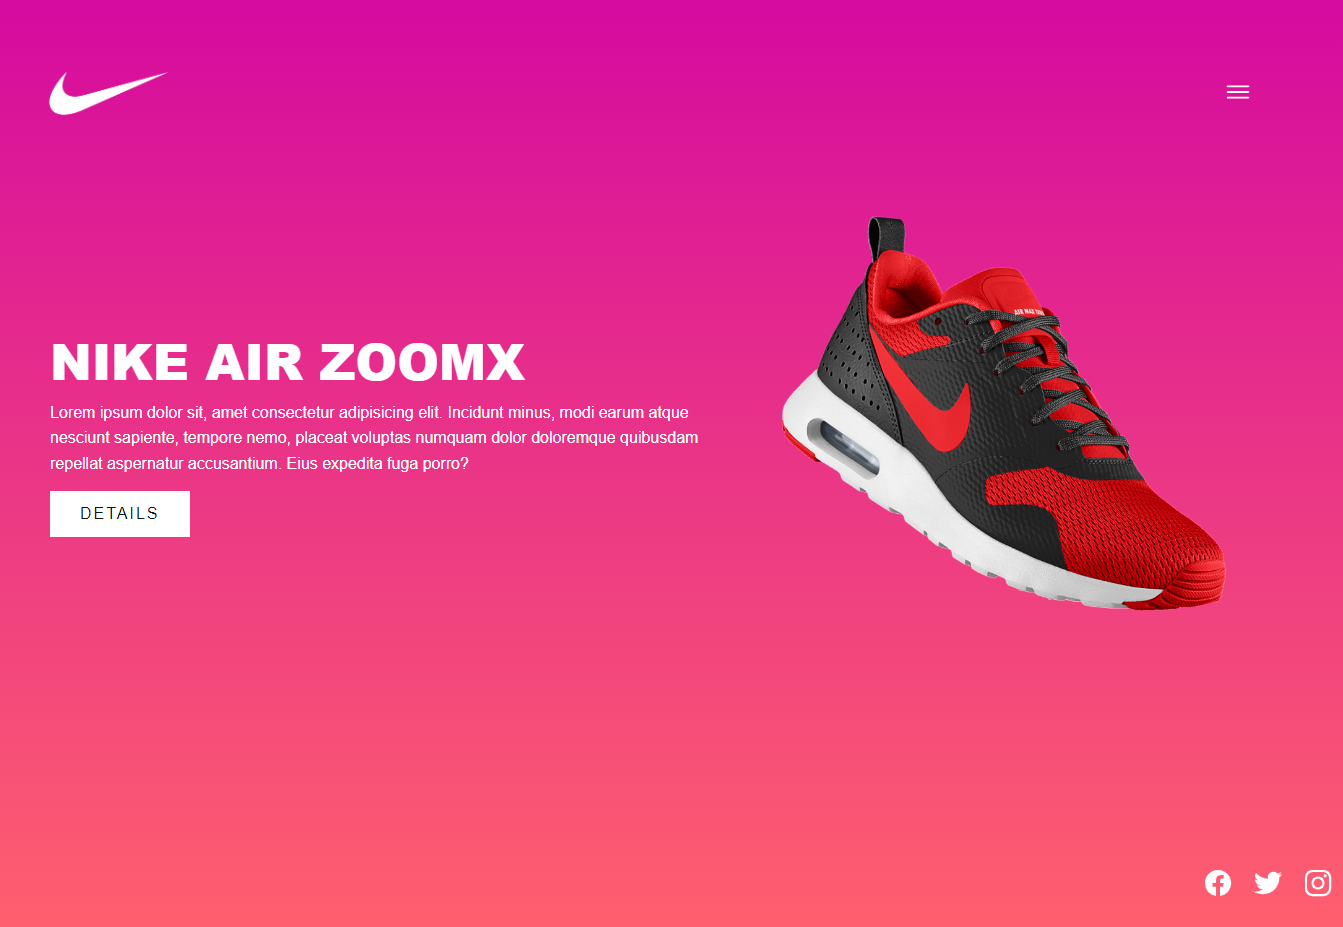 NIKE AIR ZOOMX
Lorem ipsum dolor sit, amet consectetur adipisicing elit. Incidunt minus, modi earum atque
nesciunt sapiente, tempore nemo, placeat voluptas numquam dolor doloremque quibusdam
repellat aspernatur accusantium. Eius expedita fuga porro?
DETAILS
AIR MAX